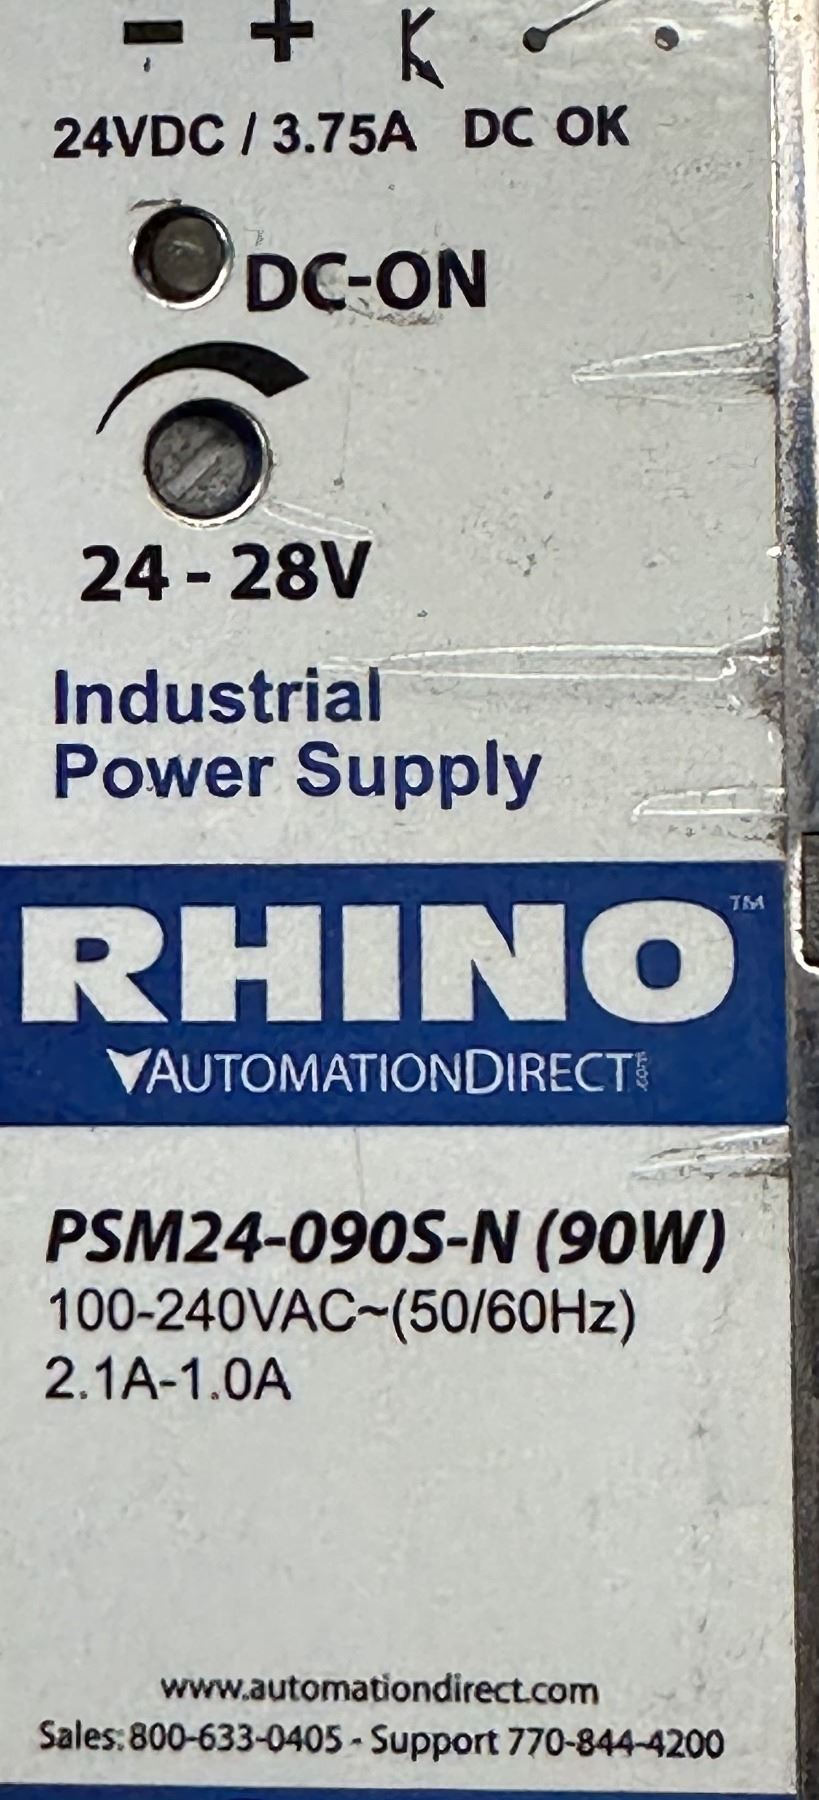 - +
24VDC / 3.75A DC OK
DC-ON
24 - 28V
Industrial
Power Supply
RHINO™
AUTOMATIONDIRECT
PSM24-090S-N (90W)
100-240VAC~(50/60Hz)
2.1A-1.0A
www.automationdirect.com
Sales: 800-633-0405 - Support 770-844-4200